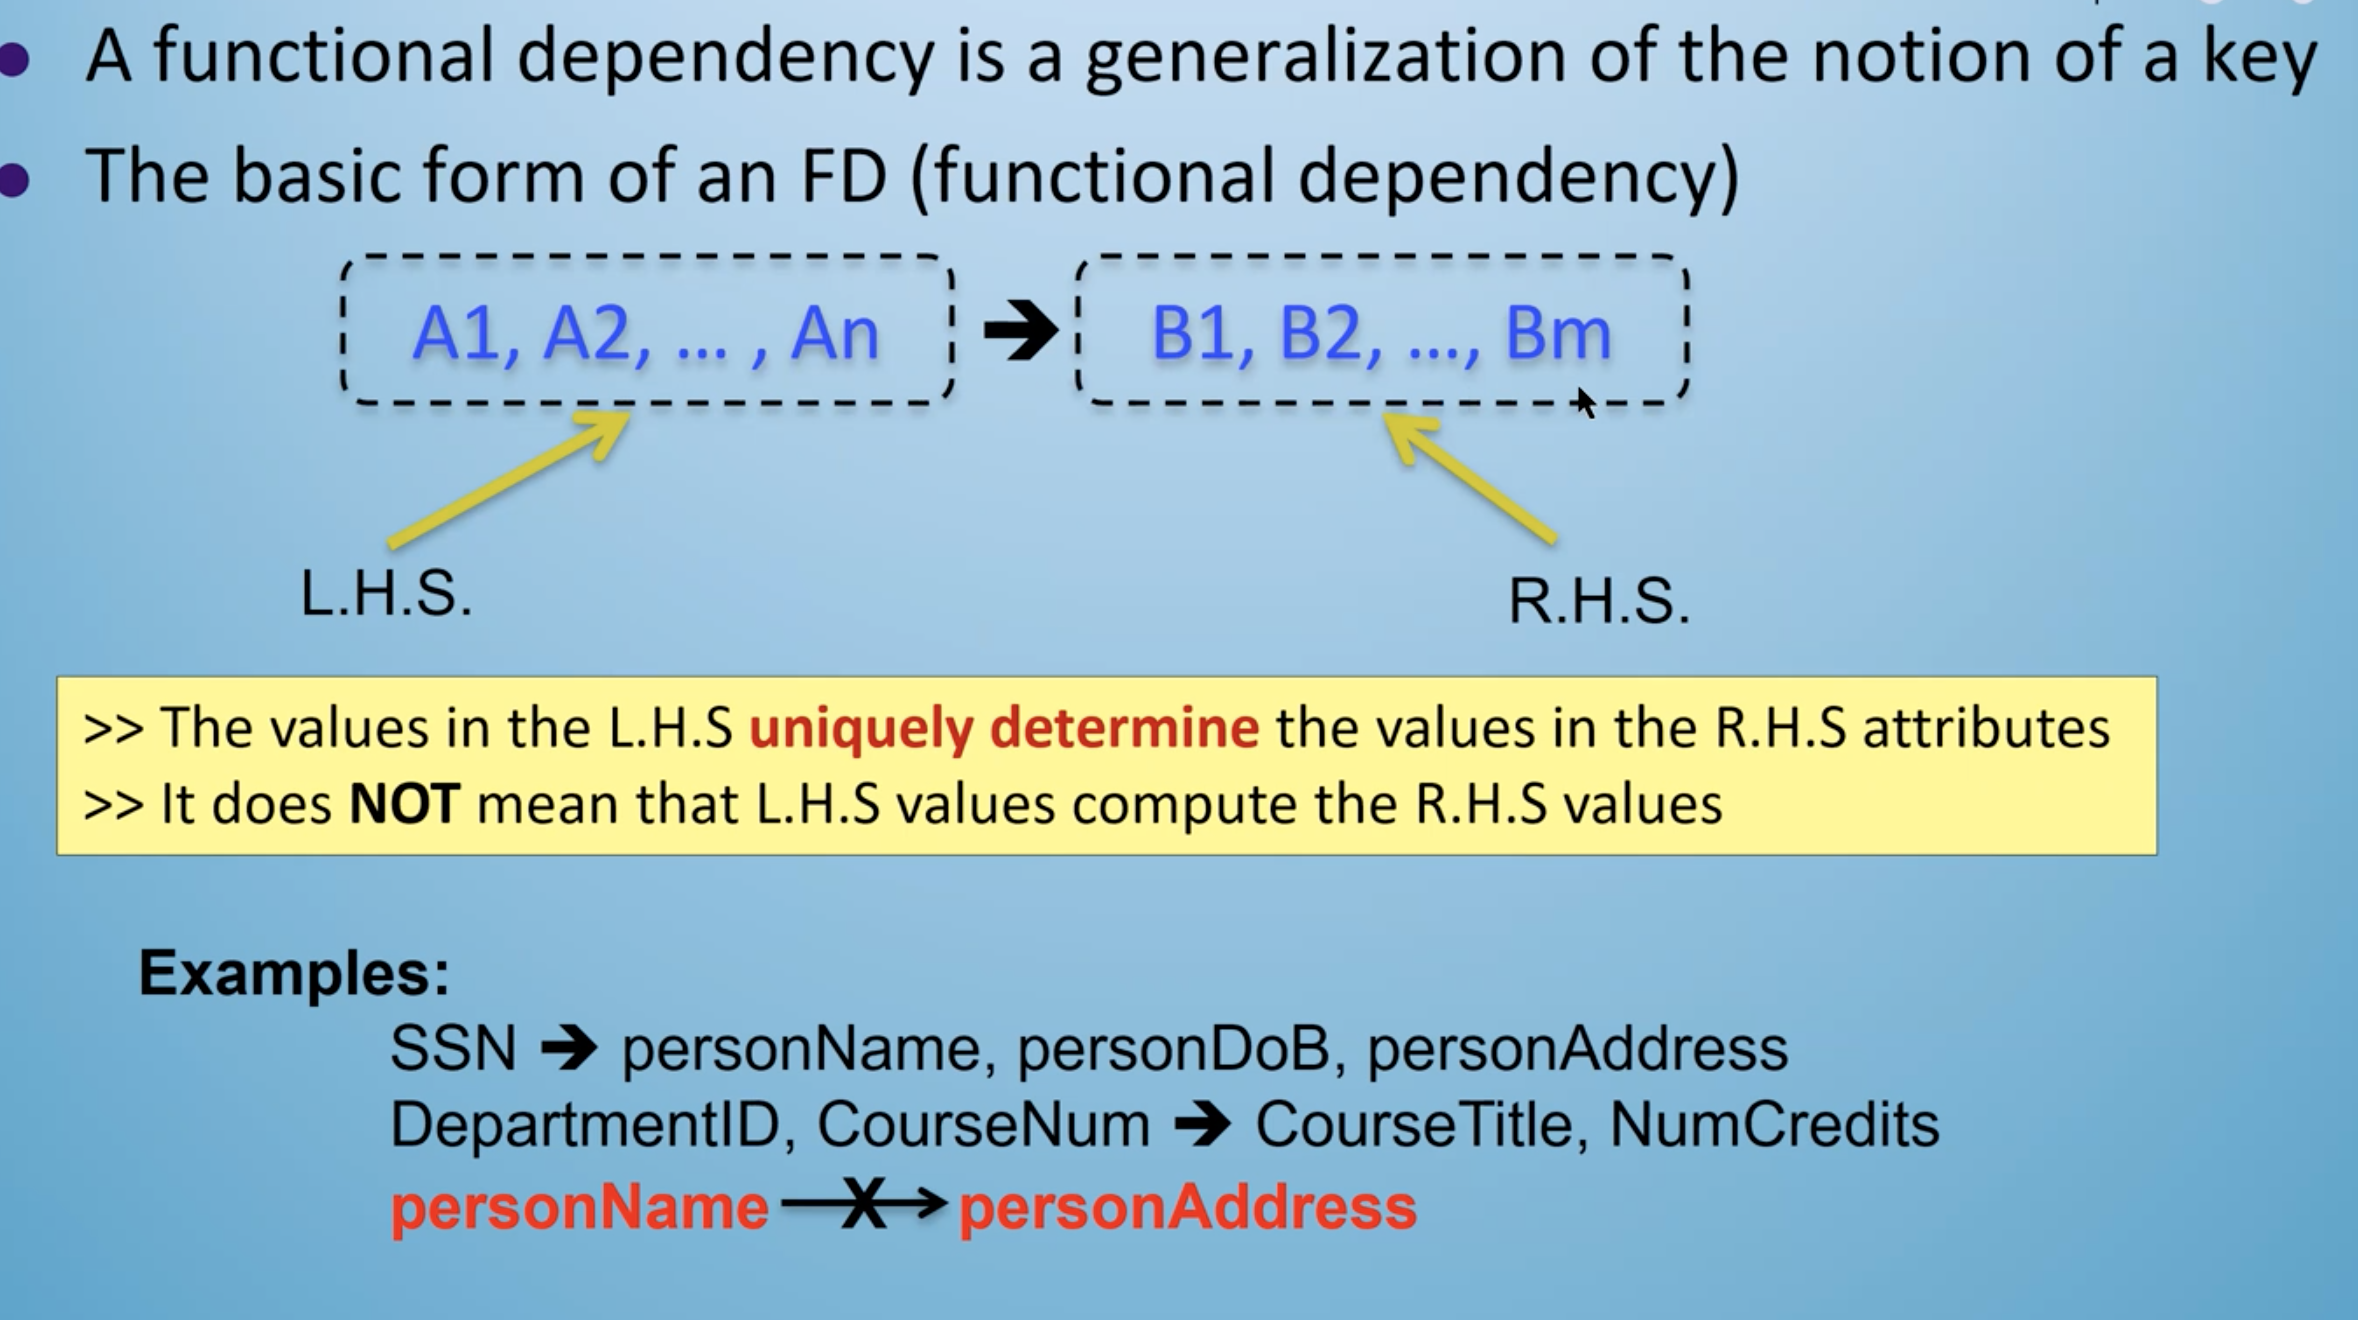 • A functional dependency is a generalization of the notion of a key
• The basic form of an FD (functional dependency)
A1, A2, ... , An ➔ B1, B2, ..., Bm
L.H.S.
R.H.S.
>> The values in the L.H.S uniquely determine the values in the R.H.S attributes
>> It does NOT mean that L.H.S values compute the R.H.S values
Examples:
SSN ➔ personName, personDoB, personAddress
DepartmentID, CourseNum ➔ CourseTitle, NumCredits
personName —X→ personAddress